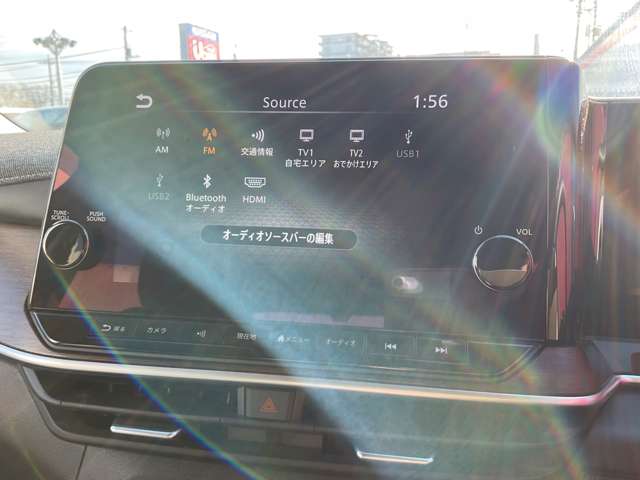 Source
1:56
AM
FM
交通情報
TV1
自宅エリア
TV2
おでかけエリア
USB1
USB2
Bluetooth
オーディオ
HDMI
TUNE・
SCROLL
PUSH
SOUND
オーディオソースバーの編集
VOL
戻る
カメラ
現在地
メニュー
オーディオ